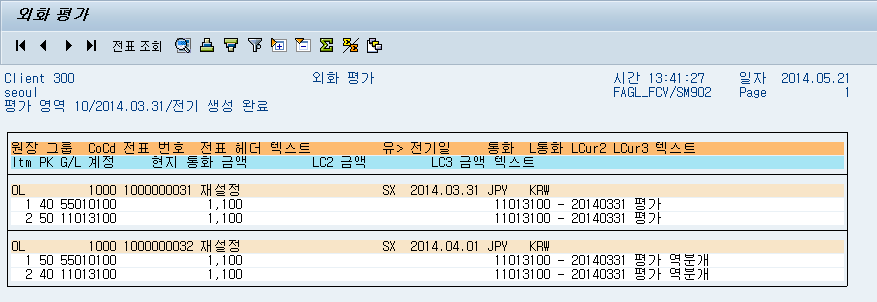 외화 평가
전표 조회
Client 300 외화 평가 시간 13:41:27 일자 2014.05.21
seoul FAGL_FCV/SM902 Page 1
평가 영역 10/2014.03.31/전기 생성 완료
원장 그룹 CoCd 전표 번호 전표 헤더 텍스트 유> 전기일 통화 L통화 LCur2 LCur3 텍스트
Itm PK G/L 계정 현지 통화 금액 LC2 금액 LC3 금액 텍스트
0L 1000 1000000031 재설정 SX 2014.03.31 JPY KRW
1 40 55010100 1,100 11013100 - 20140331 평가
2 50 11013100 1,100 11013100 - 20140331 평가
0L 1000 1000000032 재설정 SX 2014.04.01 JPY KRW
1 50 55010100 1,100 11013100 - 20140331 평가 역분개
2 40 11013100 1,100 11013100 - 20140331 평가 역분개